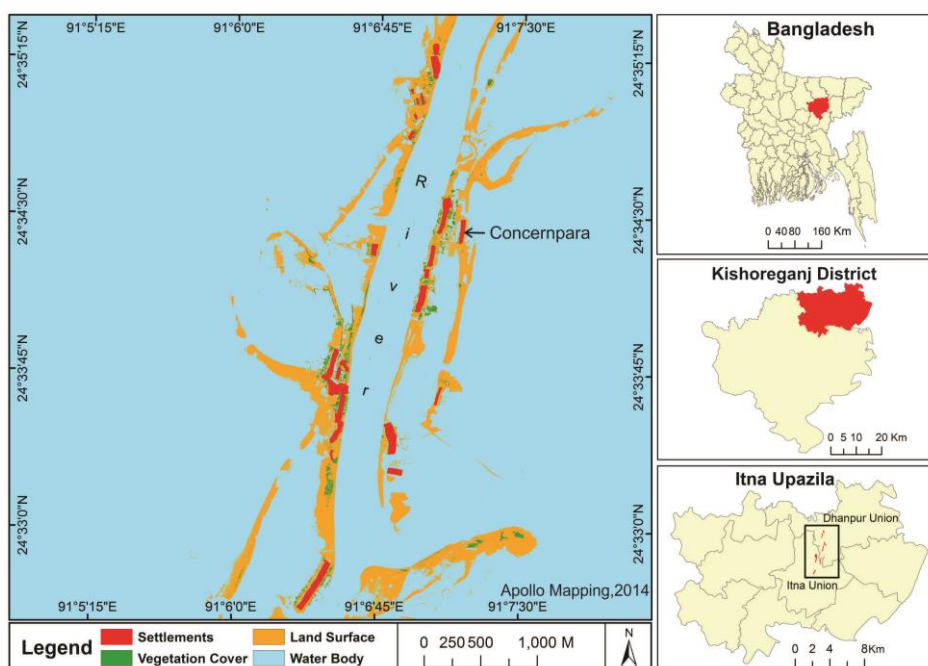 91°5'15"E 91°6'0"E 91°6'45"E 91°7'30"E
24°35'15"N
24°34'30"N
24°33'45"N
24°33'0"N
R
i
v
e
r
Concernpara
Apollo Mapping,2014
24°35'15"N
24°34'30"N
24°33'45"N
24°33'0"N
91°5'15"E 91°6'0"E 91°6'45"E 91°7'30"E
Legend
Settlements
Land Surface
Vegetation Cover
Water Body
0 250 500 1,000 M
N
Bangladesh
0 40 80 160 Km
Kishoreganj District
0 5 10 20 Km
Itna Upazila
Dhanpur Union
Itna Union
0 2 4 8 Km